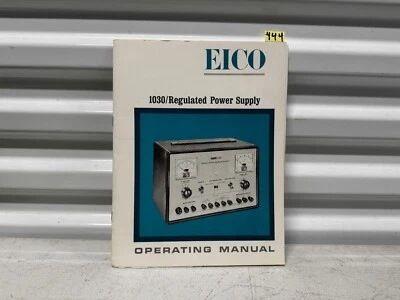 444
EICO
1030/Regulated Power Supply
OPERATING MANUAL